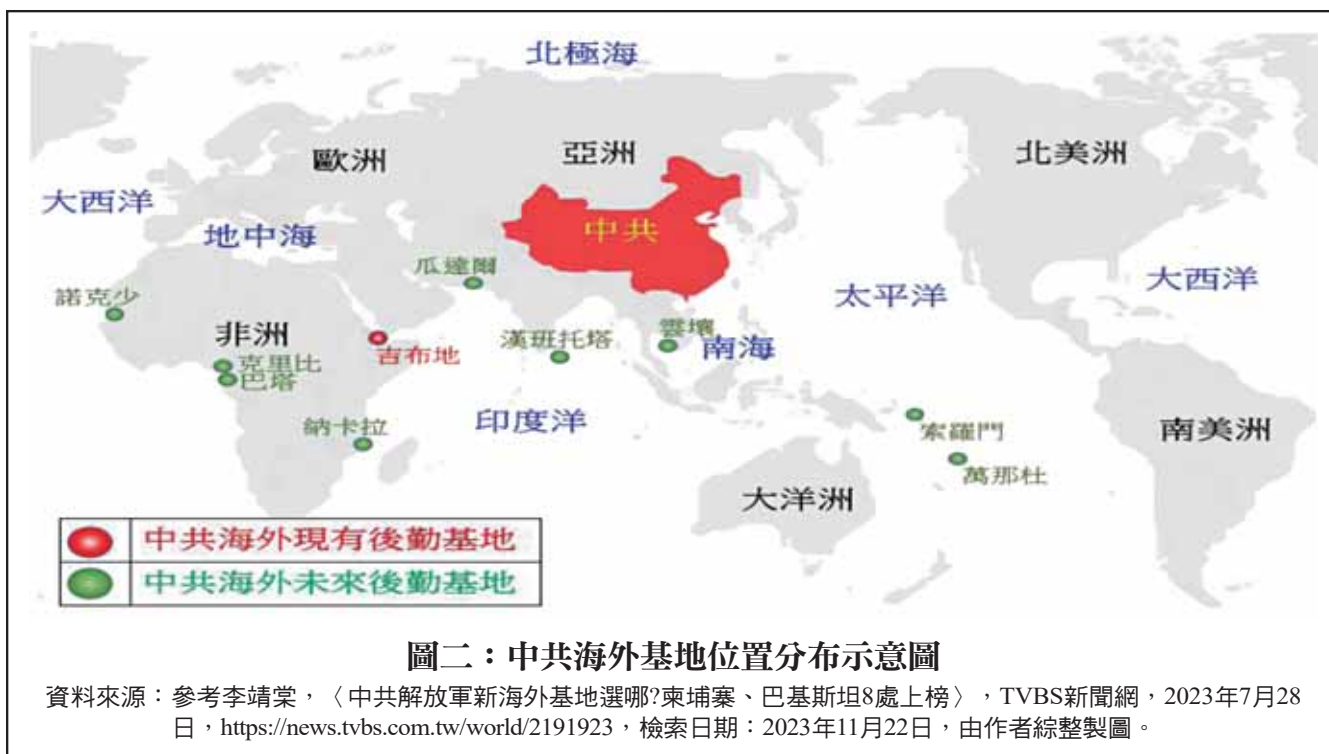 北極海
歐洲
亞洲
北美洲
大西洋
地中海
中共
瓜達爾
太平洋
大西洋
諾克少
非洲
吉布地
漢班托塔
雲壤
南海
克里比
巴塔
納卡拉
印度洋
索羅門
南美洲
萬那杜
大洋洲
中共海外現有後勤基地
中共海外未來後勤基地
圖二：中共海外基地位置分布示意圖
資料來源：參考李靖棠，〈中共解放軍新海外基地選哪?柬埔寨、巴基斯坦8處上榜〉，TVBS新聞網，2023年7月28
日，https://news.tvbs.com.tw/world/2191923，檢索日期：2023年11月22日，由作者綜整製圖。